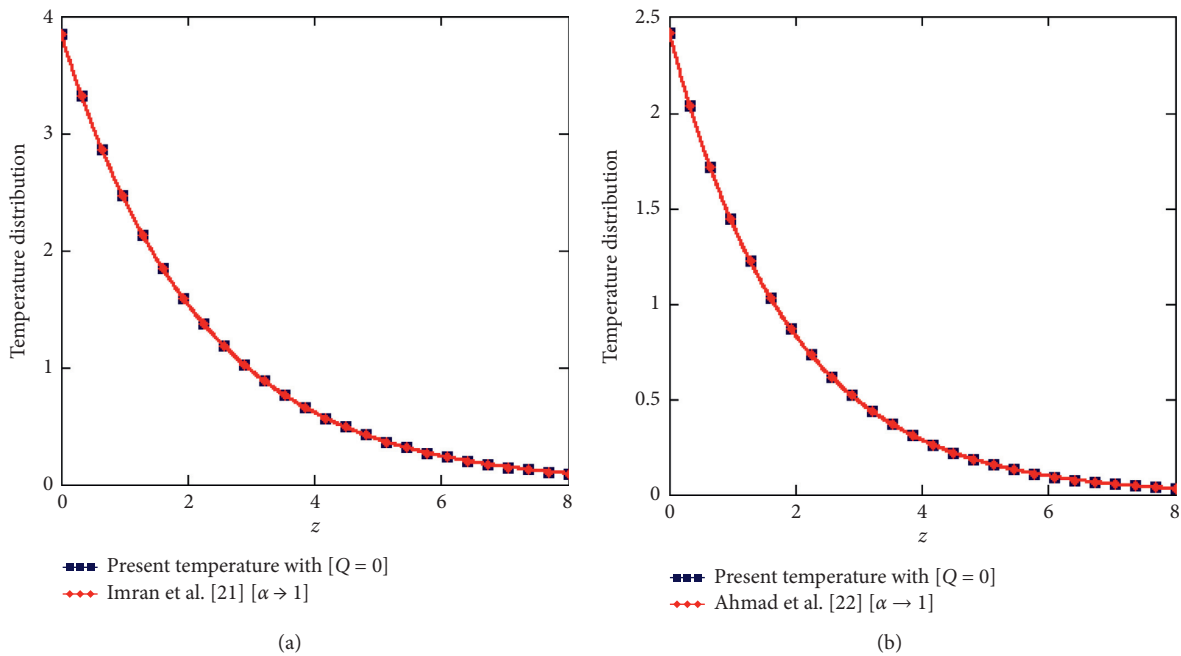 4
3
2
1
0
Temperature distribution
0
2
4
6
8
z
Present temperature with [Q = 0]
Imran et al. [21] [α → 1]
(a)
2.5
2
1.5
1
0.5
0
Temperature distribution
0
2
4
6
8
z
Present temperature with [Q = 0]
Ahmad et al. [22] [α → 1]
(b)